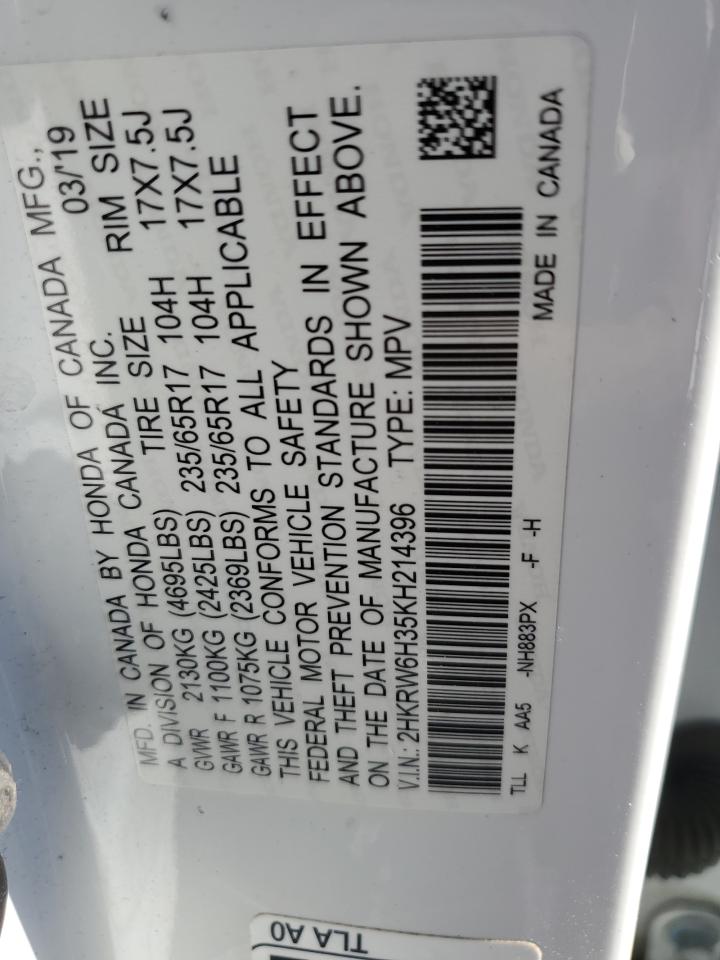 MFD. IN CANADA BY HONDA OF CANADA MFG.,
A DIVISION OF HONDA CANADA INC. 03/'19
GVWR 2130KG (4695LBS) TIRE SIZE RIM SIZE
GAWR F 1100KG (2425LBS) 235/65R17 104H 17X7.5J
GAWR R 1075KG (2369LBS) 235/65R17 104H 17X7.5J
THIS VEHICLE CONFORMS TO ALL APPLICABLE
FEDERAL MOTOR VEHICLE SAFETY
AND THEFT PREVENTION STANDARDS IN EFFECT
ON THE DATE OF MANUFACTURE SHOWN ABOVE.
V.I.N.: 2HKRW6H35KH214396 TYPE: MPV
TLL K AA5 -NH883PX -F -H
MADE IN CANADA
TLA A0